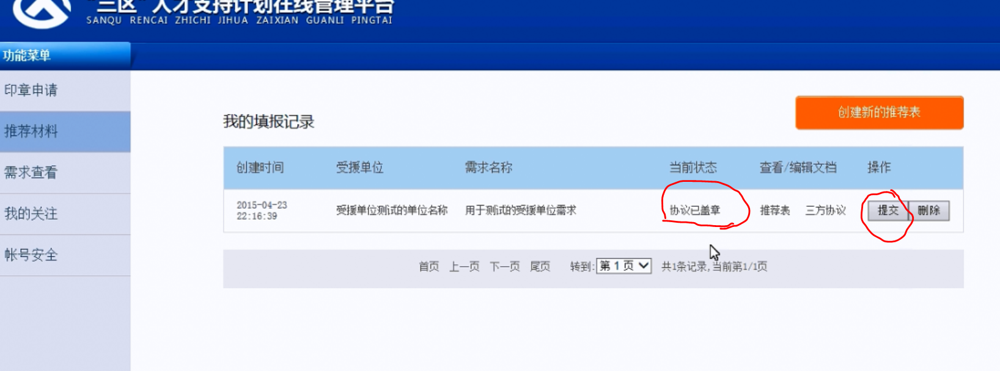 "三区"人才支持计划在线管理平台
SANQU RENCAI ZHICHI JIHUA ZAIXIAN GUANLI PINGTAI
功能菜单
印章申请
推荐材料
需求查看
我的关注
帐号安全
我的填报记录
创建新的推荐表
创建时间 受援单位 需求名称 当前状态 查看/编辑文档 操作
2015-04-23
22:16:39
受援单位测试的单位名称 用于测试的受援单位需求 协议已盖章 推荐表 三方协议 提交 删除
首页 上一页 下一页 尾页 转到: 第 1 页 共1条记录,当前第1/1页